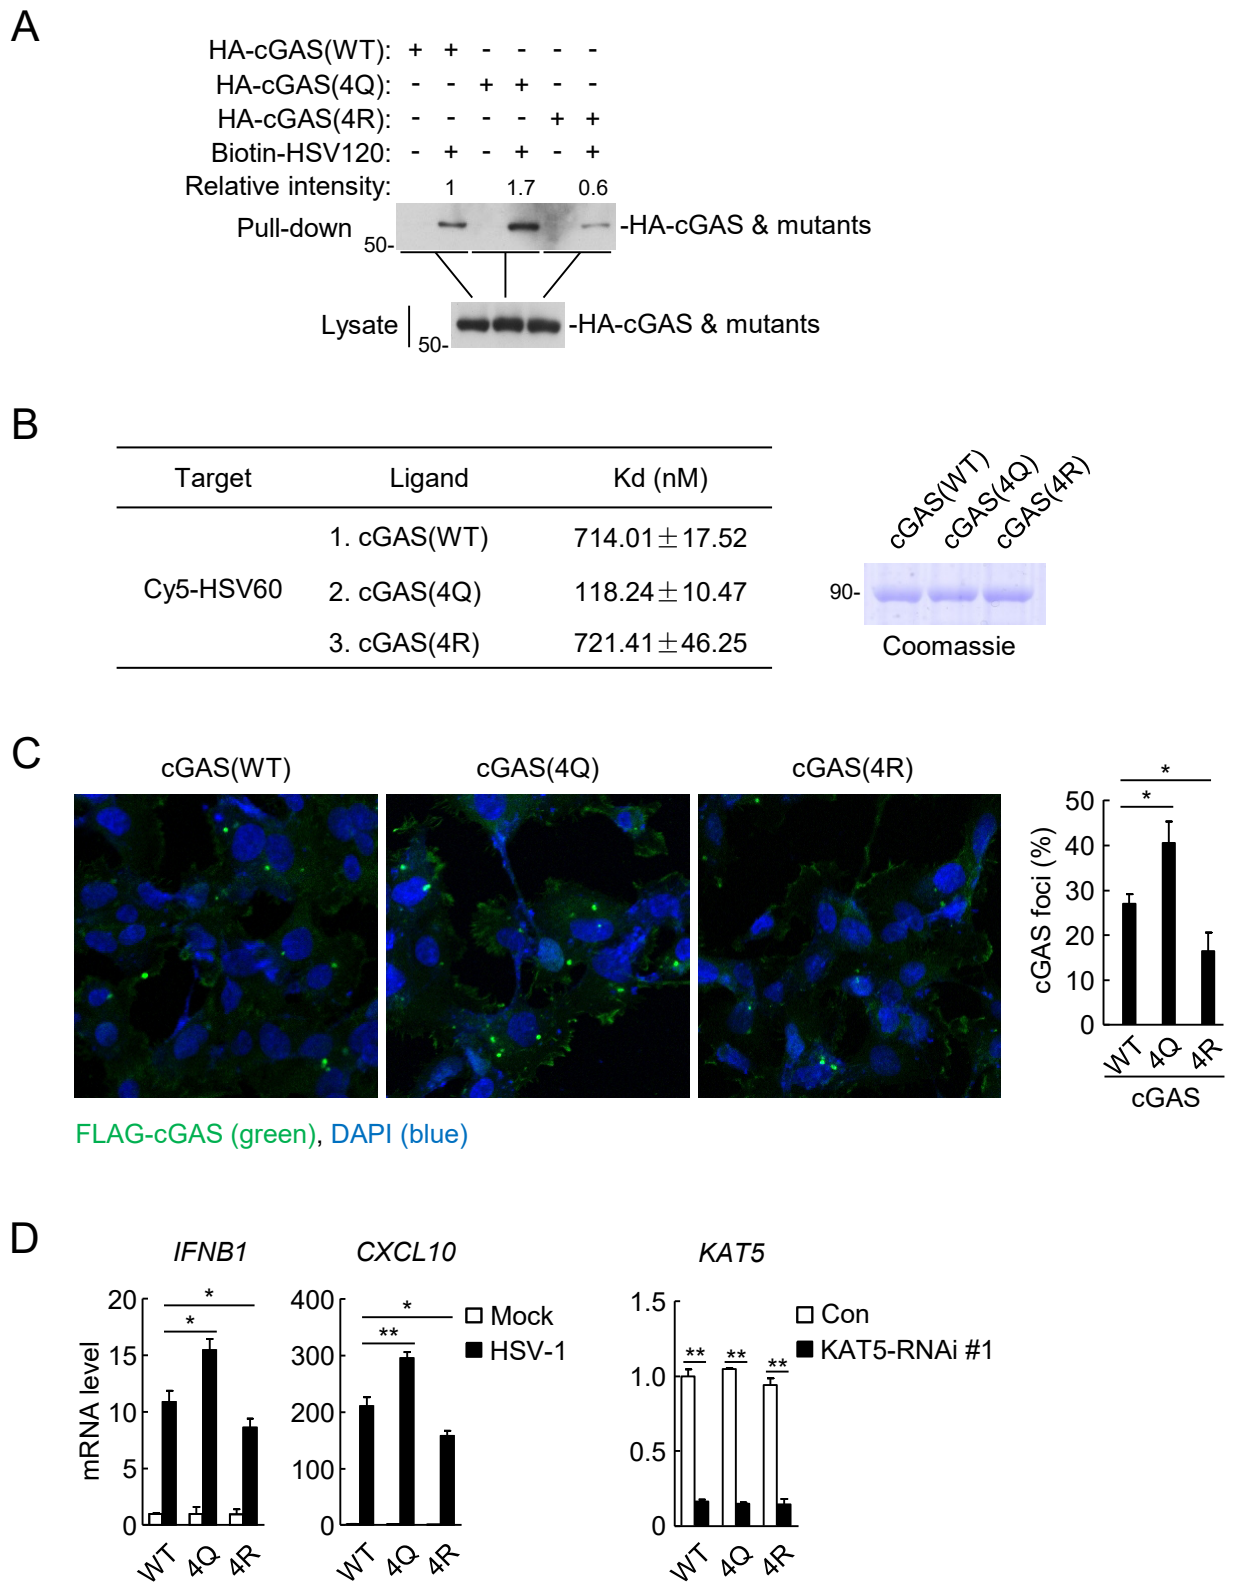 A
HA-cGAS(WT): + + - - - -
HA-cGAS(4Q): - - + + - -
HA-cGAS(4R): - - - - + +
Biotin-HSV120: - + - + - +
Relative intensity: 1 1.7 0.6
Pull-down
50-
-HA-cGAS & mutants
Lysate
50-
-HA-cGAS & mutants
B
Target Ligand Kd (nM)
Cy5-HSV60
1. cGAS(WT) 714.01±17.52
2. cGAS(4Q) 118.24±10.47
3. cGAS(4R) 721.41±46.25
cGAS(WT)
cGAS(4Q)
cGAS(4R)
90-
Coomassie
C
cGAS(WT)
cGAS(4Q)
cGAS(4R)
FLAG-cGAS (green), DAPI (blue)
cGAS foci (%)
50
40
30
20
10
0
*
*
WT 4Q 4R
cGAS
D
IFNB1
mRNA level
20
15
10
5
0
*
*
WT 4Q 4R
CXCL10
400
300
200
100
0
*
**
WT 4Q 4R
Mock
HSV-1
KAT5
1.5
1.0
0.5
0
** ** **
WT 4Q 4R
Con
KAT5-RNAi #1